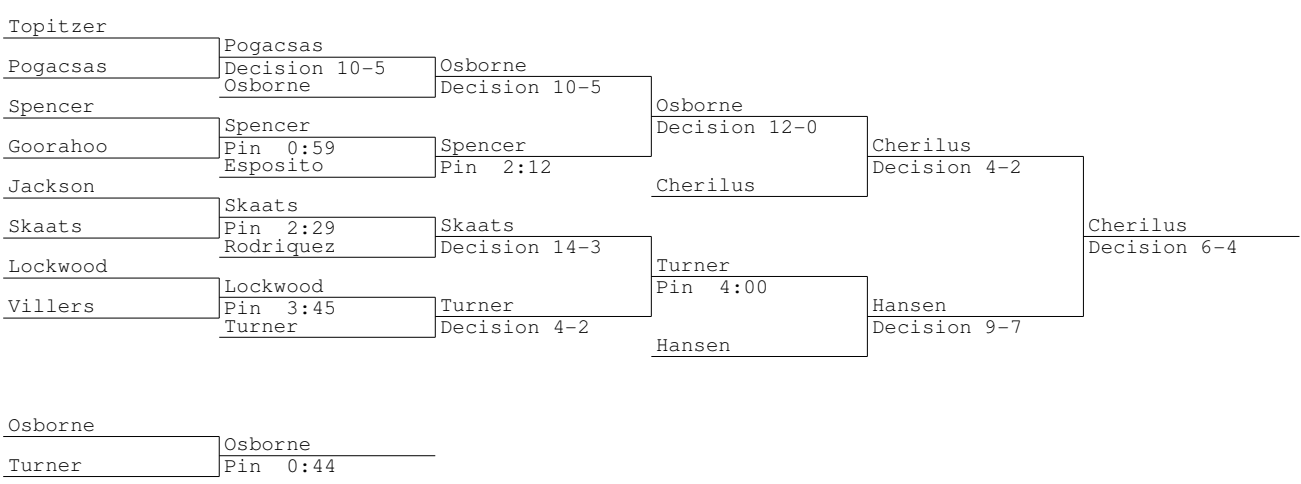 Topitzer
Pogacsas
Pogacsas
Decision 10-5
Osborne
Osborne
Decision 10-5
Spencer
Osborne
Decision 12-0
Spencer
Goorahoo
Pin 0:59
Esposito
Spencer
Pin 2:12
Cherilus
Decision 4-2
Jackson
Cherilus
Skaats
Skaats
Pin 2:29
Rodriquez
Skaats
Decision 14-3
Cherilus
Decision 6-4
Lockwood
Turner
Pin 4:00
Lockwood
Villers
Pin 3:45
Turner
Turner
Decision 4-2
Hansen
Decision 9-7
Hansen
Osborne
Osborne
Turner
Pin 0:44